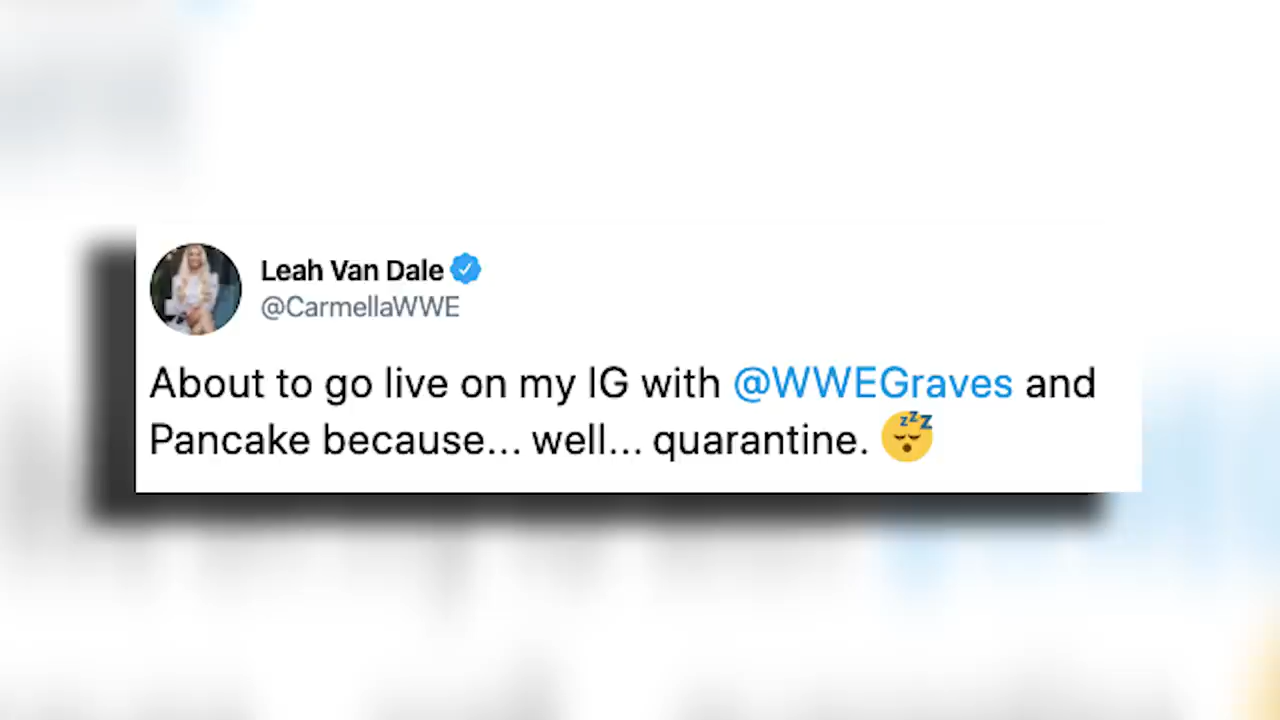 Leah Van Dale
@CarmellaWWE
About to go live on my IG with @WWEGraves and
Pancake because... well... quarantine. 😴